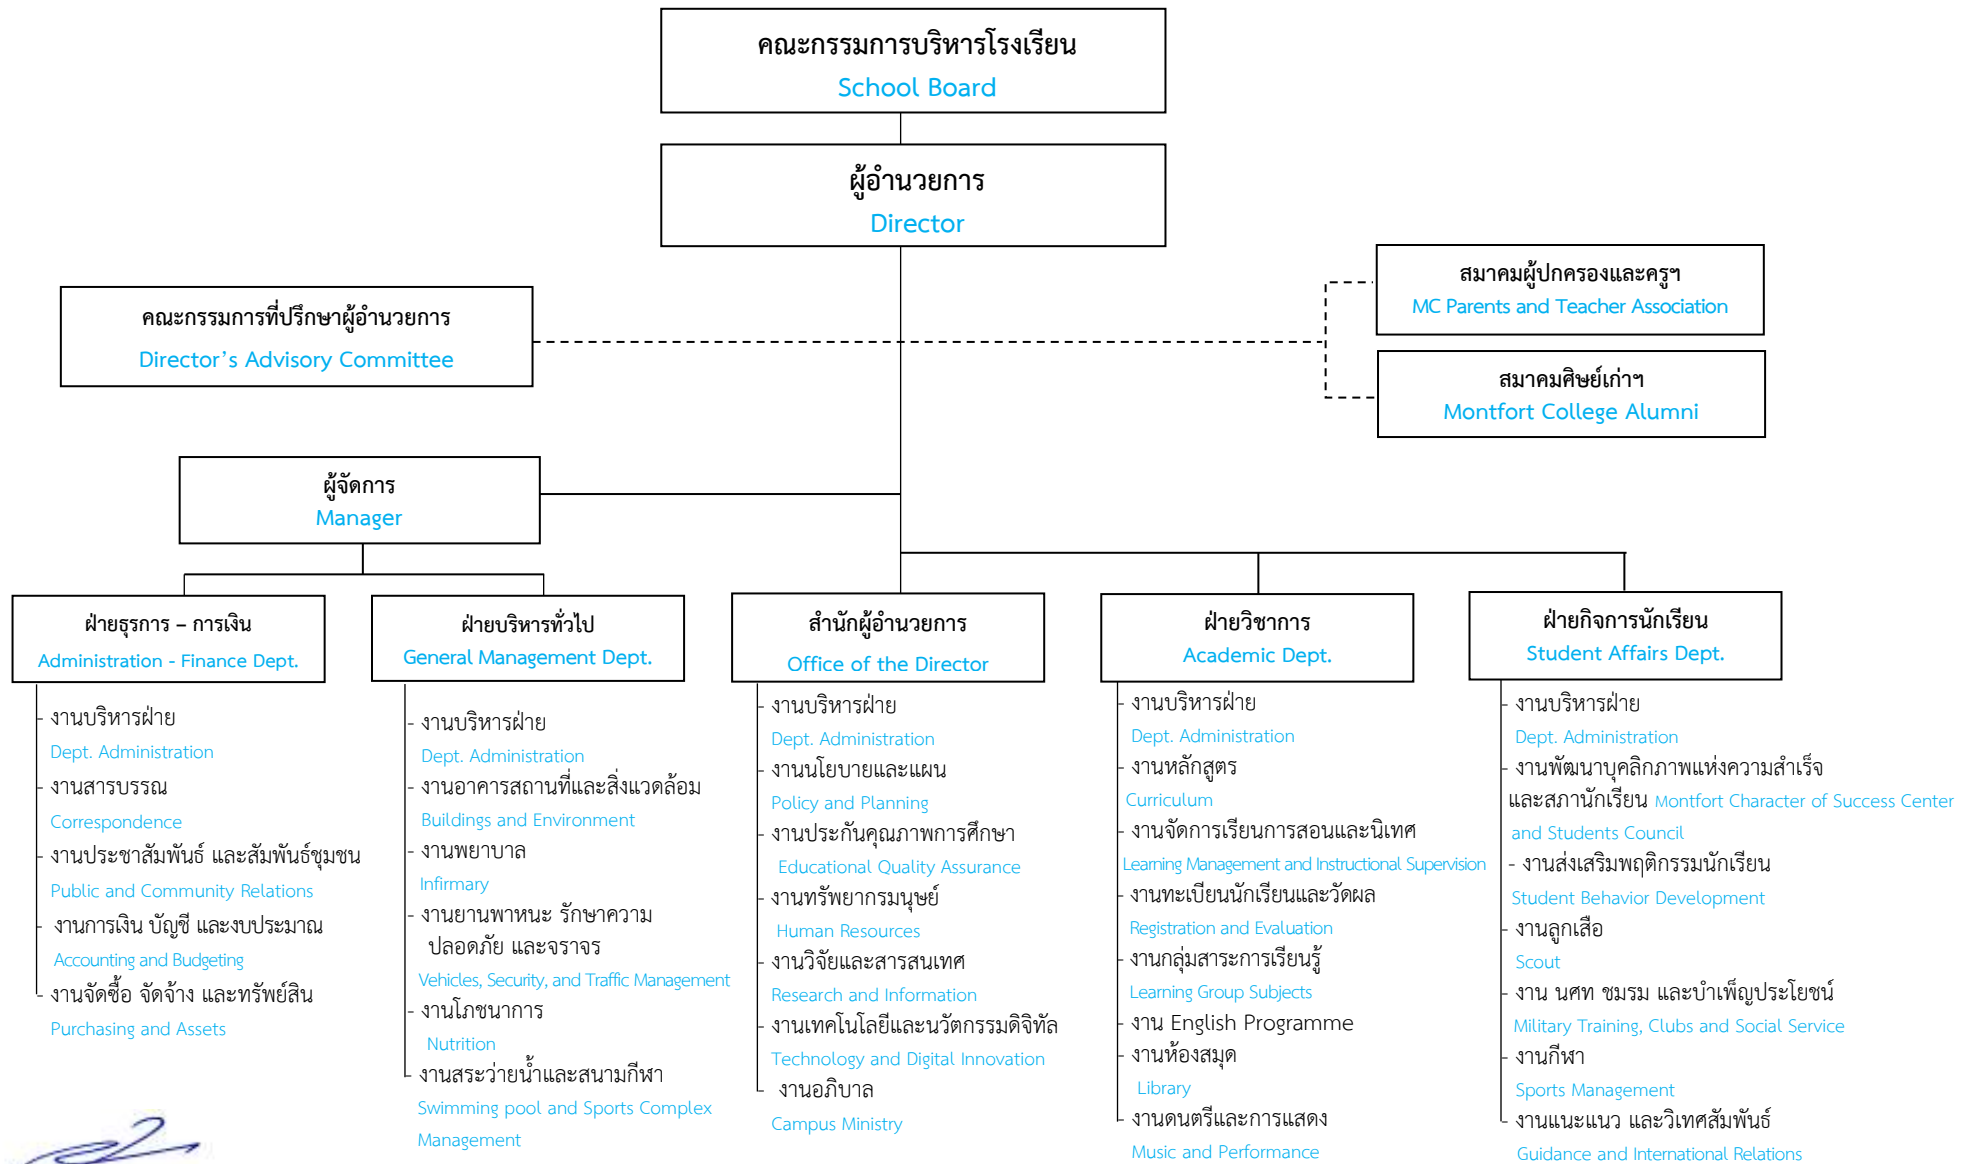 คณะกรรมการบริหารโรงเรียน
School Board
ผู้อำนวยการ
Director
คณะกรรมการที่ปรึกษาผู้อำนวยการ
Director’s Advisory Committee
สมาคมผู้ปกครองและครูฯ
MC Parents and Teacher Association
สมาคมศิษย์เก่าฯ
Montfort College Alumni
ผู้จัดการ
Manager
ฝ่ายธุรการ – การเงิน
Administration - Finance Dept.
- งานบริหารฝ่าย
Dept. Administration
- งานสารบรรณ
Correspondence
- งานประชาสัมพันธ์ และสัมพันธ์ชุมชน
Public and Community Relations
- งานการเงิน บัญชี และงบประมาณ
Accounting and Budgeting
- งานจัดซื้อ จัดจ้าง และทรัพย์สิน
Purchasing and Assets
ฝ่ายบริหารทั่วไป
General Management Dept.
- งานบริหารฝ่าย
Dept. Administration
- งานอาคารสถานที่และสิ่งแวดล้อม
Buildings and Environment
- งานพยาบาล
Infirmary
- งานยานพาหนะ รักษาความ
ปลอดภัย และจราจร
Vehicles, Security, and Traffic Management
- งานโภชนาการ
Nutrition
- งานสระว่ายน้ำและสนามกีฬา
Swimming pool and Sports Complex
Management
สำนักผู้อำนวยการ
Office of the Director
- งานบริหารฝ่าย
Dept. Administration
- งานนโยบายและแผน
Policy and Planning
- งานประกันคุณภาพการศึกษา
Educational Quality Assurance
- งานทรัพยากรมนุษย์
Human Resources
- งานวิจัยและสารสนเทศ
Research and Information
- งานเทคโนโลยีและนวัตกรรมดิจิทัล
Technology and Digital Innovation
- งานอภิบาล
Campus Ministry
ฝ่ายวิชาการ
Academic Dept.
- งานบริหารฝ่าย
Dept. Administration
- งานหลักสูตร
Curriculum
- งานจัดการเรียนการสอนและนิเทศ
Learning Management and Instructional Supervision
- งานทะเบียนนักเรียนและวัดผล
Registration and Evaluation
- งานกลุ่มสาระการเรียนรู้
Learning Group Subjects
- งาน English Programme
- งานห้องสมุด
Library
- งานดนตรีและการแสดง
Music and Performance
ฝ่ายกิจการนักเรียน
Student Affairs Dept.
- งานบริหารฝ่าย
Dept. Administration
- งานพัฒนาบุคลิกภาพแห่งความสำเร็จ
และสภานักเรียน Montfort Character of Success Center
and Students Council
- งานส่งเสริมพฤติกรรมนักเรียน
Student Behavior Development
- งานลูกเสือ
Scout
- งาน นศท ชมรม และบำเพ็ญประโยชน์
Military Training, Clubs and Social Service
- งานกีฬา
Sports Management
- งานแนะแนว และวิเทศสัมพันธ์
Guidance and International Relations